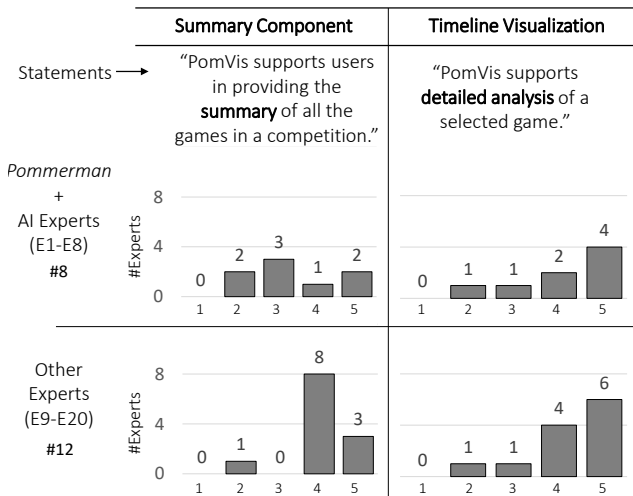 Summary Component
Timeline Visualization
Statements
“PomVis supports users
in providing the
summary of all the
games in a competition.”
“PomVis supports
detailed analysis of a
selected game.”
Pommerman
+
AI Experts
(E1-E8)
#8
#Experts
8
4
0
0
2
3
1
2
1
2
3
4
5
0
1
1
2
4
1
2
3
4
5
Other
Experts
(E9-E20)
#12
#Experts
8
4
0
0
1
0
8
3
1
2
3
4
5
0
1
1
4
6
1
2
3
4
5